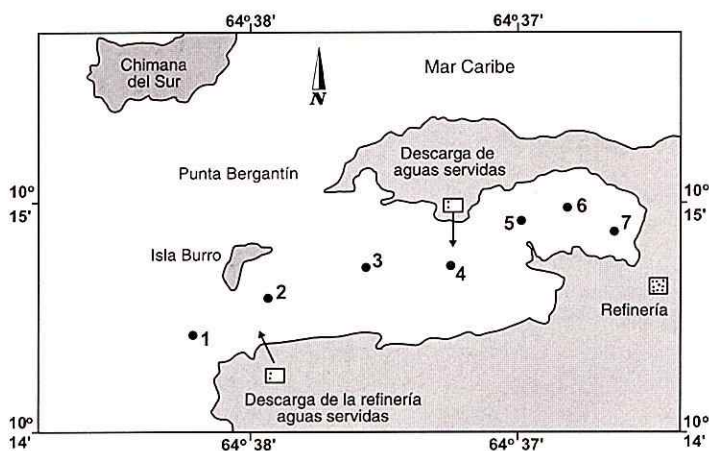 64° 38
64° 37
Chimana
del Sur
N
Mar Caribe
Descarga de
aguas servidas
Punta Bergantín
10°
15'
10°
15'
5
6
7
Isla Burro
3
4
2
Refinería
1
Descarga de la refinería
aguas servidas
10°
14'
10°
14'
64° 38
64° 37